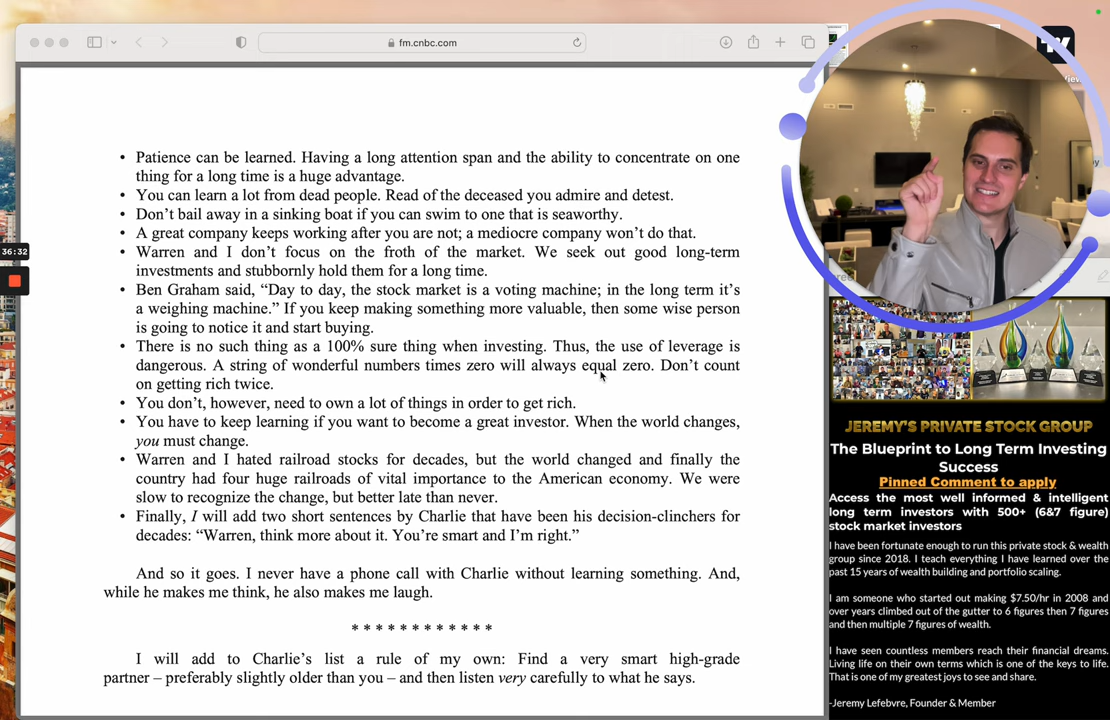 fm.cnbc.com
36:32
• Patience can be learned. Having a long attention span and the ability to concentrate on one
thing for a long time is a huge advantage.
• You can learn a lot from dead people. Read of the deceased you admire and detest.
• Don’t bail away in a sinking boat if you can swim to one that is seaworthy.
• A great company keeps working after you are not; a mediocre company won’t do that.
• Warren and I don’t focus on the froth of the market. We seek out good long-term
investments and stubbornly hold them for a long time.
• Ben Graham said, “Day to day, the stock market is a voting machine; in the long term it’s
a weighing machine.” If you keep making something more valuable, then some wise person
is going to notice it and start buying.
• There is no such thing as a 100% sure thing when investing. Thus, the use of leverage is
dangerous. A string of wonderful numbers times zero will always equal zero. Don’t count
on getting rich twice.
• You don’t, however, need to own a lot of things in order to get rich.
• You have to keep learning if you want to become a great investor. When the world changes,
you must change.
• Warren and I hated railroad stocks for decades, but the world changed and finally the
country had four huge railroads of vital importance to the American economy. We were
slow to recognize the change, but better late than never.
• Finally, I will add two short sentences by Charlie that have been his decision-clinchers for
decades: “Warren, think more about it. You’re smart and I’m right.”
And so it goes. I never have a phone call with Charlie without learning something. And,
while he makes me think, he also makes me laugh.
* * * * * * * * * * * *
I will add to Charlie’s list a rule of my own: Find a very smart high-grade
partner – preferably slightly older than you – and then listen very carefully to what he says.
JEREMY'S PRIVATE STOCK GROUP
The Blueprint to Long Term Investing
Success
Pinned Comment to apply
Access the most well informed & intelligent
long term investors with 500+ (6&7 figure)
stock market investors
I have been fortunate enough to run this private stock & wealth
group since 2018. I teach everything I have learned over the
past 15 years of wealth building and portfolio scaling.
I am someone who started out making $7.50/hr in 2008 and
over years climbed out of the gutter to 6 figures then 7 figures
and then multiple 7 figures of wealth.
I have seen countless members reach their financial dreams.
Living life on their own terms which is one of the keys to life.
That is one of my greatest joys to see and share.
-Jeremy Lefebvre, Founder & Member